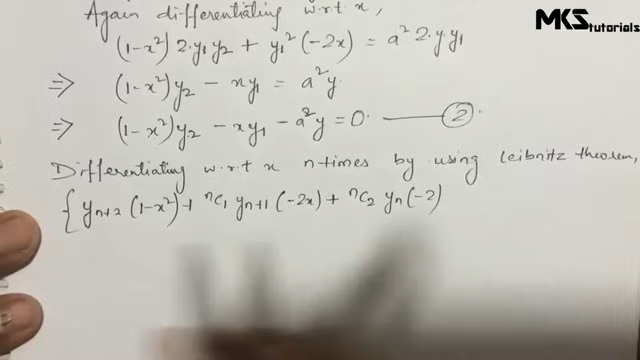 Again differentiating w.r.t x,
MKS tutorials
(1-x²) 2·y₁y₂ + y₁² (-2x) = a² 2·y·y₁
⇒ (1-x²)y₂ - xy₁ = a²y.
⇒ (1-x²)y₂ - xy₁ - a²y = 0. —— ②.
Differentiating w.r.t x n times by using Leibnitz theorem,
{ yₙ₊₂ (1-x²) + ⁿC₁ yₙ₊₁ (-2x) + ⁿC₂ yₙ (-2)